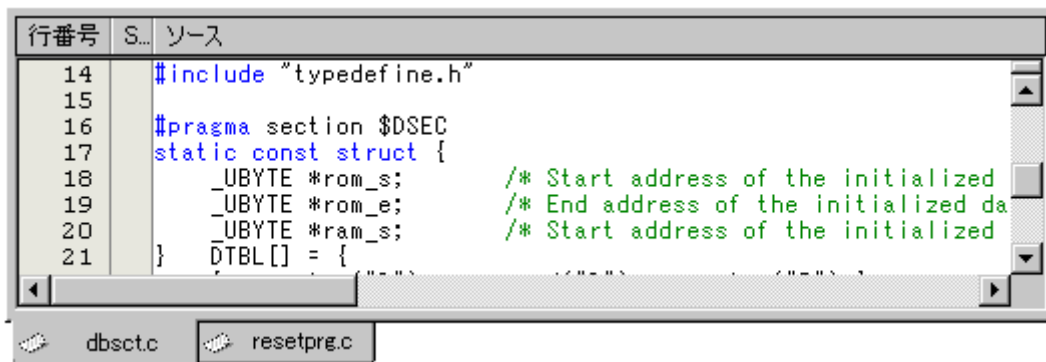 行番号 S... ソース
14 #include "typedefine.h"
15
16 #pragma section $DSEC
17 static const struct {
18 _UBYTE *rom_s; /* Start address of the initialized
19 _UBYTE *rom_e; /* End address of the initialized da
20 _UBYTE *ram_s; /* Start address of the initialized
21 } DTBL[] = {
dbsct.c resetprg.c